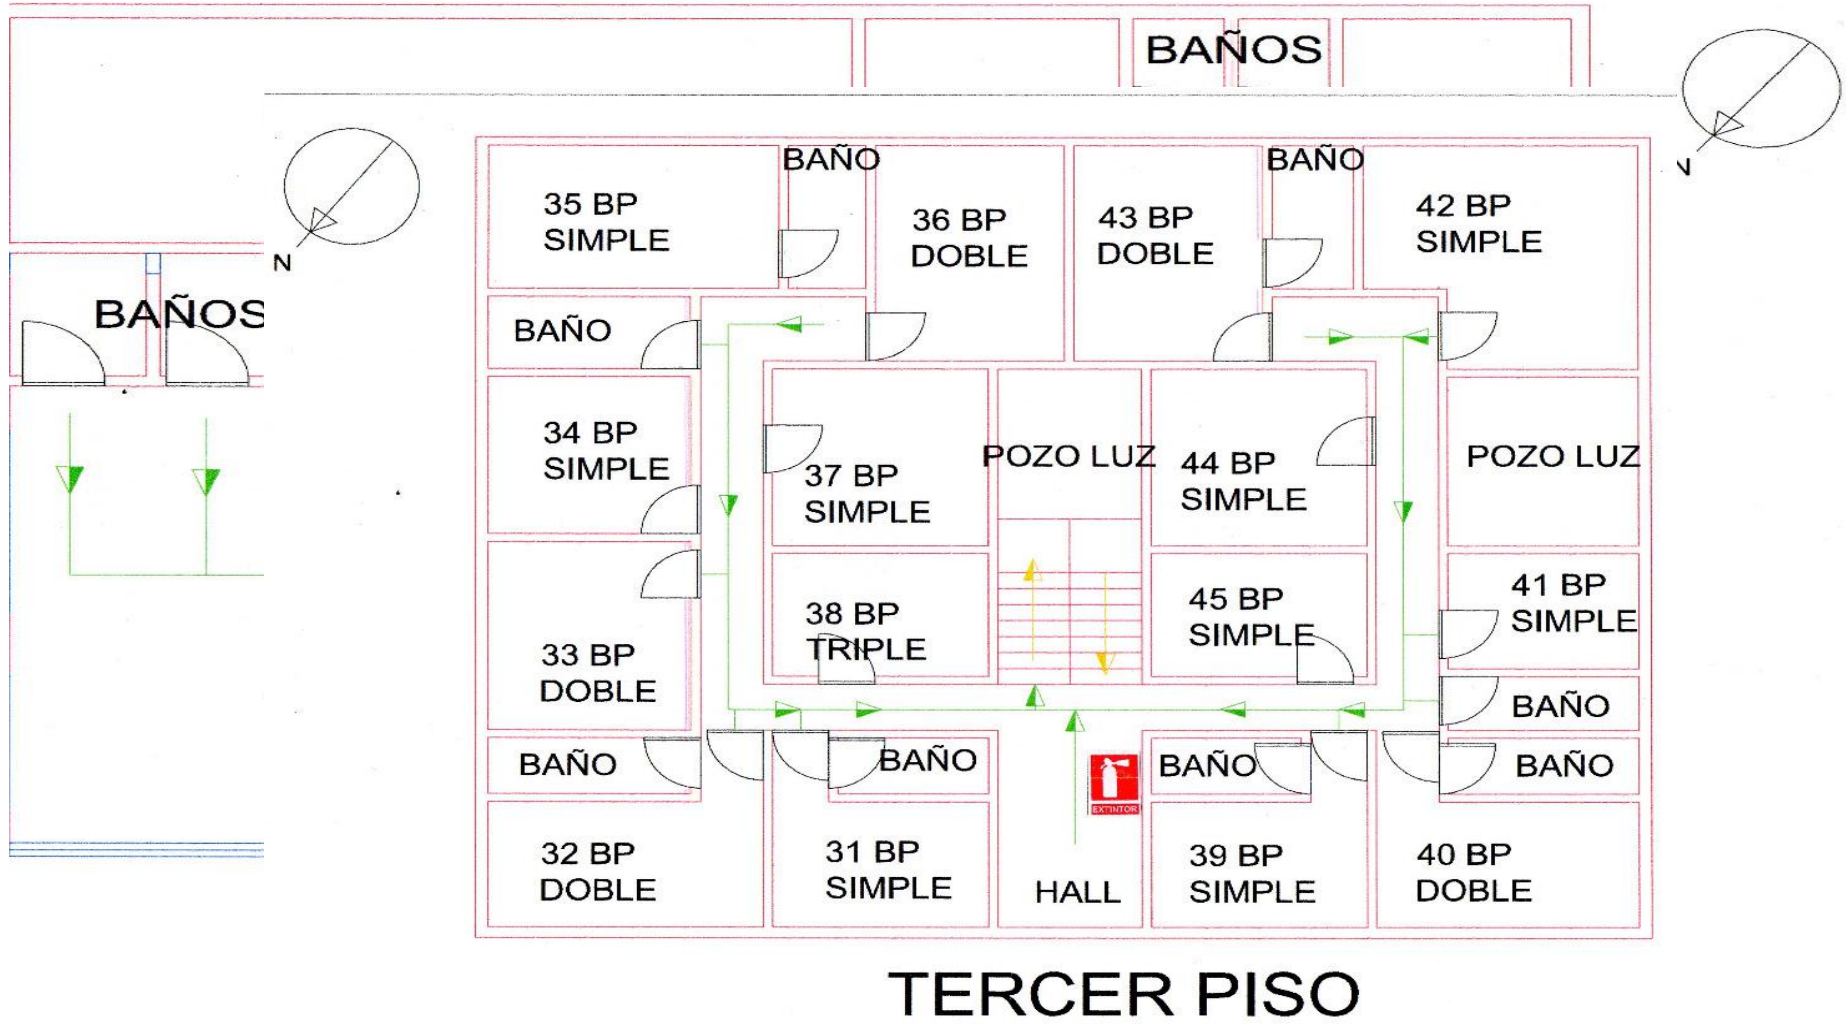 BAÑOS
N
BAÑOS
N
BAÑO
BAÑO
35 BP
SIMPLE
36 BP
DOBLE
43 BP
DOBLE
42 BP
SIMPLE
BAÑO
34 BP
SIMPLE
37 BP
SIMPLE
POZO LUZ
44 BP
SIMPLE
POZO LUZ
33 BP
DOBLE
38 BP
TRIPLE
45 BP
SIMPLE
41 BP
SIMPLE
BAÑO
BAÑO
BAÑO
BAÑO
BAÑO
EXTINTOR
32 BP
DOBLE
31 BP
SIMPLE
HALL
39 BP
SIMPLE
40 BP
DOBLE
TERCER PISO